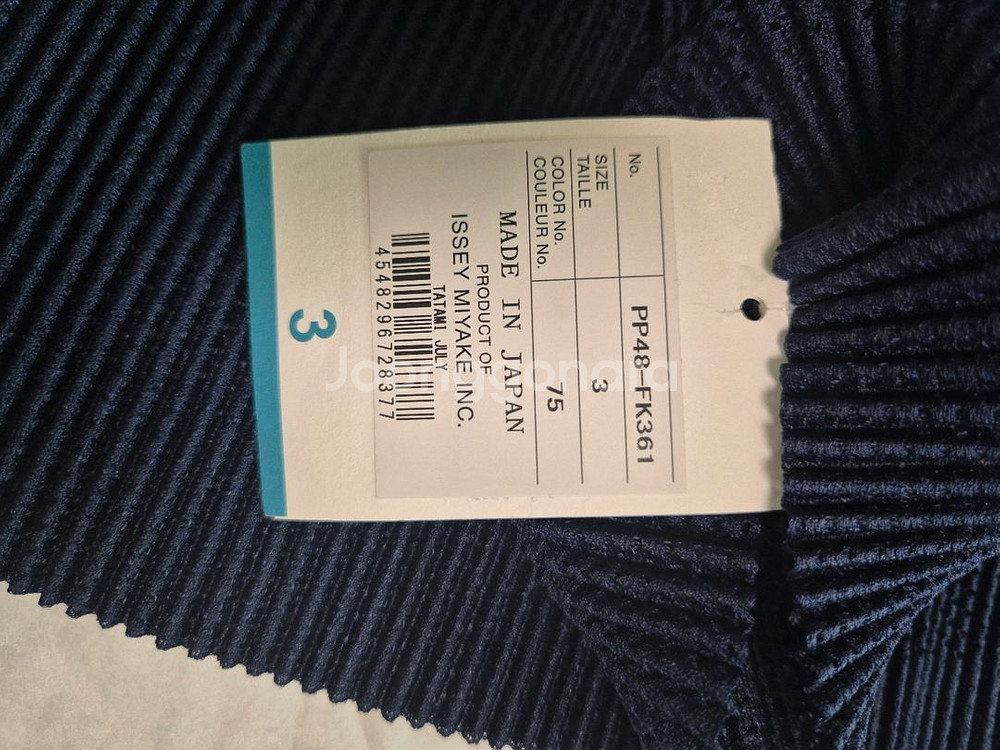 No. PP48-FK361
SIZE
TAILLE 3
COLOR No.
COULEUR No. 75
MADE IN JAPAN
PRODUCT OF
ISSEY MIYAKE INC.
TATAMI JULY
4548296728377
3
Joonggonara